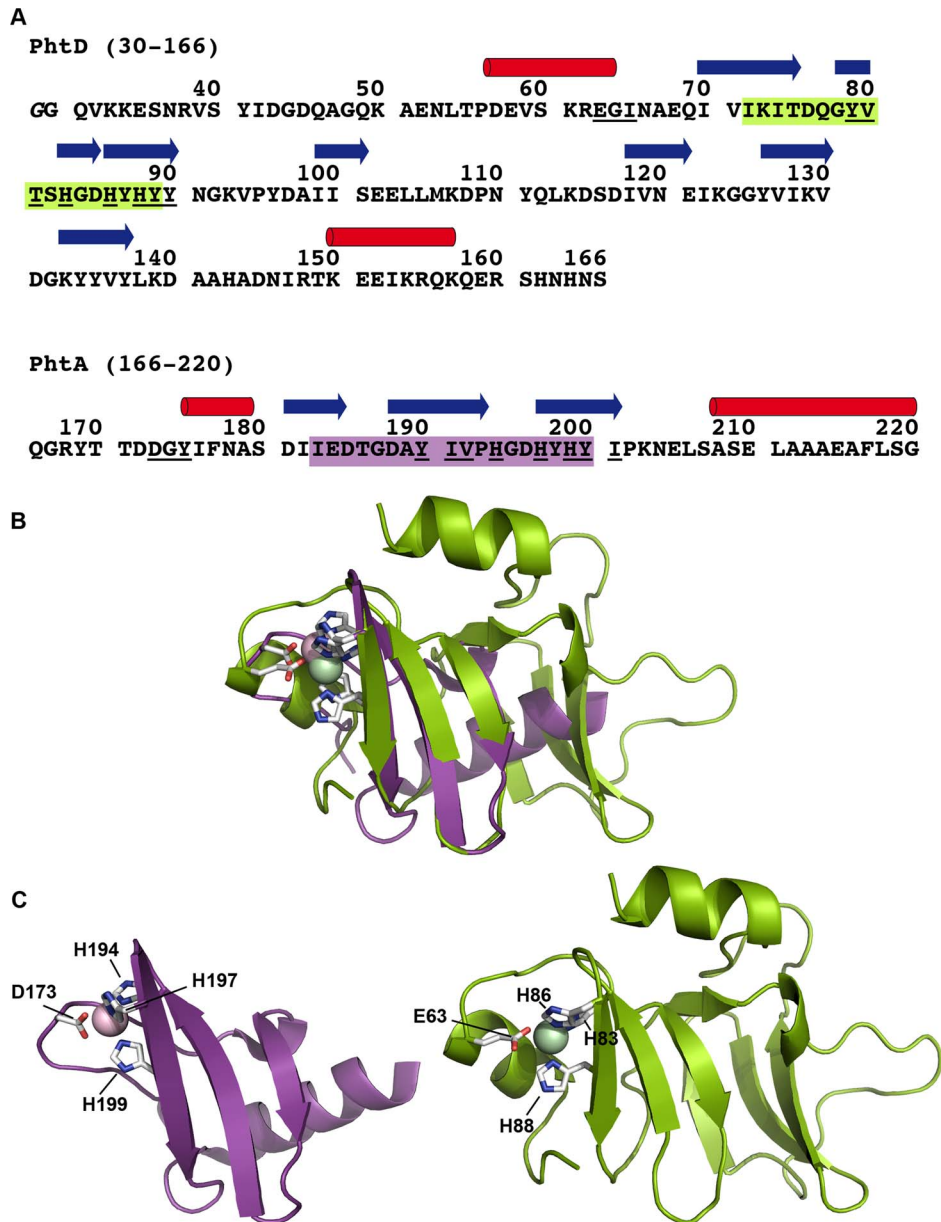 A
PhtD (30-166)
40 50 60 70 80
GG QVKKESNRVS YIDGDQAGQK AENLTPDEVS KREGINAEQI VIKITDQGYV
90 100 110 120 130
TSHGDHYHYY NGKVPYDAII SEELLMKDPN YQLKDSDIVN EIKGGYVIKV
140 150 160 166
DGKYYVYLKD AAHADNIRTK EEIKRQKQER SHNHNS
PhtA (166-220)
170 180 190 200 210 220
QGRYT TDDGYIFNAS DIIEDTGDAY IVPHGDHYHY IPKNELSASE LAAAEAFLSG
B
C
H194
D173
H197
H199
H86
E63
H83
H88